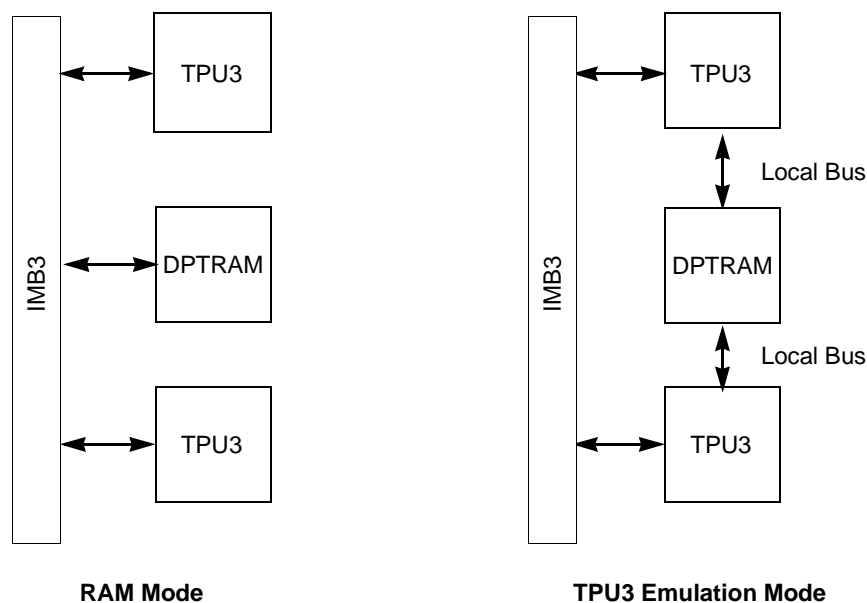 TPU3
DPTRAM
TPU3
IMB3
RAM Mode
TPU3
Local Bus
DPTRAM
Local Bus
TPU3
IMB3
TPU3 Emulation Mode